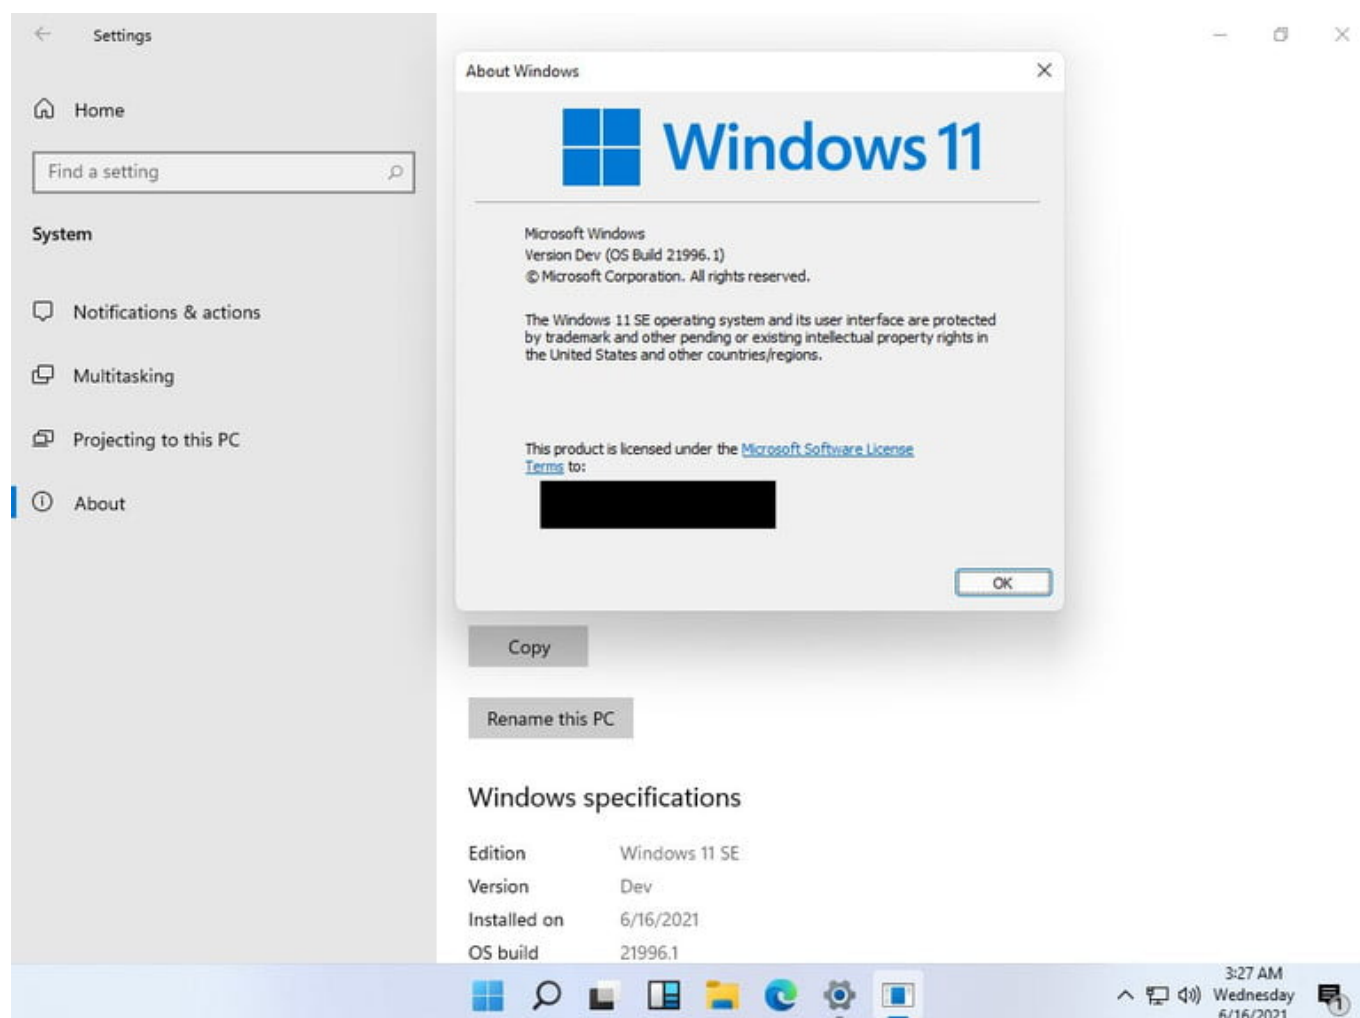 Settings
Home
Find a setting
System
Notifications & actions
Multitasking
Projecting to this PC
About
About Windows
Windows 11
Microsoft Windows
Version Dev (OS Build 21996.1)
© Microsoft Corporation. All rights reserved.
The Windows 11 SE operating system and its user interface are protected
by trademark and other pending or existing intellectual property rights in
the United States and other countries/regions.
This product is licensed under the Microsoft Software License
Terms to:
OK
Copy
Rename this PC
Windows specifications
Edition Windows 11 SE
Version Dev
Installed on 6/16/2021
OS build 21996.1
3:27 AM
Wednesday
6/16/2021
1